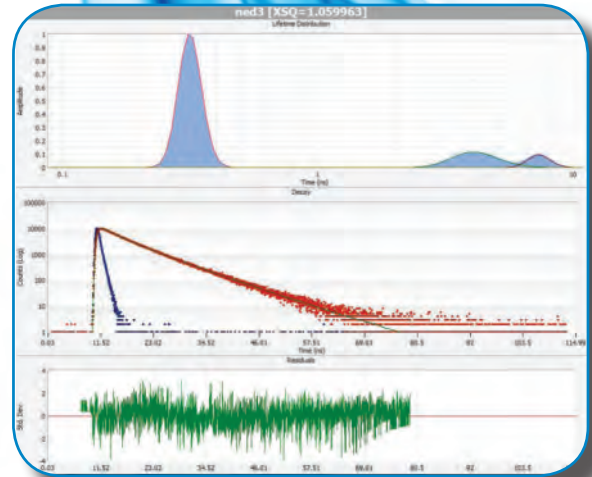 ned3 [XSQ=1.059963]
Lifetime Distribution
Amplitude
1
0.9
0.8
0.7
0.6
0.5
0.4
0.3
0.2
0.1
0
0.1 1 10
Time (ns)
Decay
Counts (Log)
100000
10000
1000
100
10
1
0.03 11.52 23.02 34.52 46.01 57.51 69.01 80.5 92 103.5 114.99
Time (ns)
Residuals
Std. Dev
4
2
0
-2
-4
0.03 11.52 23.02 34.52 46.01 57.51 69.01 80.5 92 103.5